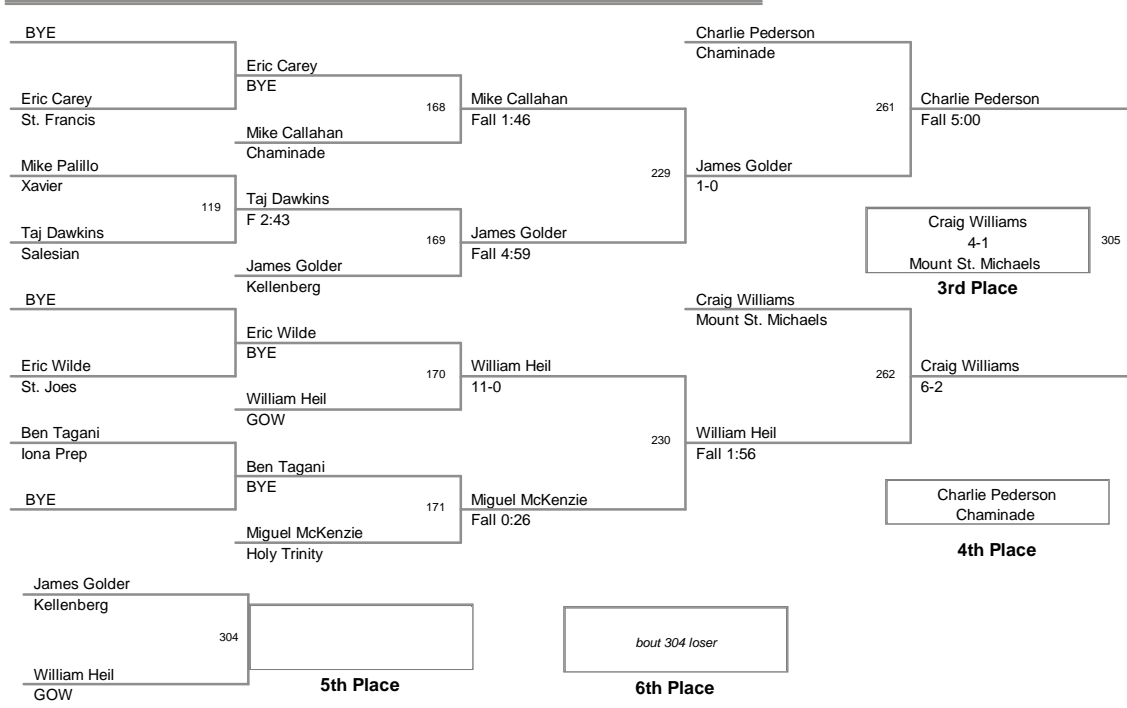 BYE
Eric Carey
St. Francis
Mike Palillo
Xavier
119
Taj Dawkins
Salesian
BYE
Eric Wilde
St. Joes
Ben Tagani
Iona Prep
BYE
Eric Carey
BYE
168
Mike Callahan
Chaminade
Taj Dawkins
F 2:43
169
James Golder
Kellenberg
Eric Wilde
BYE
170
William Heil
GOW
Ben Tagani
BYE
171
Miguel McKenzie
Holy Trinity
Mike Callahan
Fall 1:46
229
James Golder
Fall 4:59
William Heil
11-0
230
Miguel McKenzie
Fall 0:26
Charlie Pederson
Chaminade
261
James Golder
1-0
Craig Williams
Mount St. Michaels
262
William Heil
Fall 1:56
Charlie Pederson
Fall 5:00
Craig Williams
4-1
Mount St. Michaels
305
3rd Place
Craig Williams
6-2
Charlie Pederson
Chaminade
4th Place
James Golder
Kellenberg
304
William Heil
GOW
5th Place
bout 304 loser
6th Place